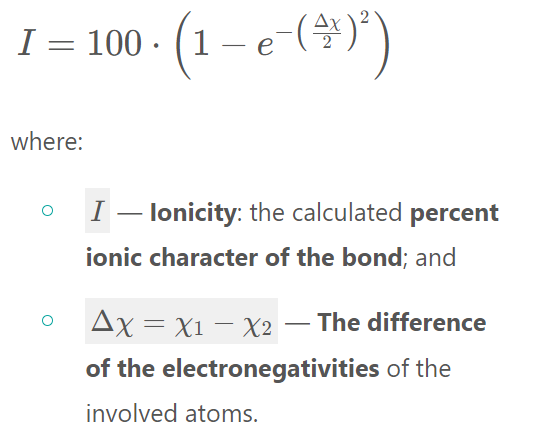 I = 100 · (1 − e^{−(Δχ/2)^2})
where:
I — Ionicity: the calculated percent
ionic character of the bond; and
Δχ = χ₁ − χ₂ — The difference
of the electronegativities of the
involved atoms.